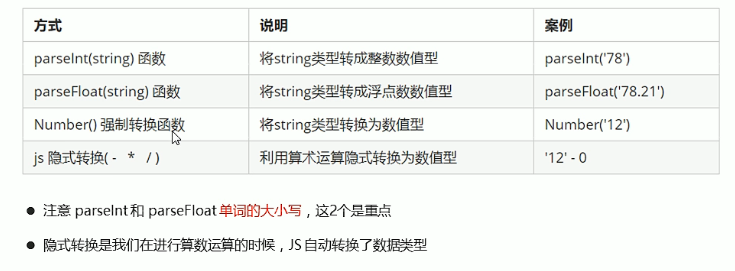 方式 说明 案例
parseInt(string) 函数 将string类型转成整数数值型 parseInt('78')
parseFloat(string) 函数 将string类型转成浮点数数值型 parseFloat('78.21')
Number() 强制转换函数 将string类型转换为数值型 Number('12')
js 隐式转换( - * / ) 利用算术运算隐式转换为数值型 '12' - 0
● 注意 parseInt 和 parseFloat 单词的大小写，这2个是重点
● 隐式转换是我们在进行算数运算的时候，JS 自动转换了数据类型